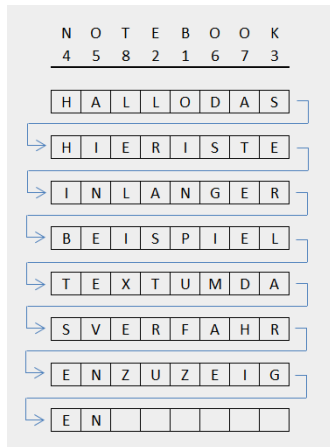 N O T E B O O K
4 5 8 2 1 6 7 3
H A L L O D A S
H I E R I S T E
I N L A N G E R
B E I S P I E L
T E X T U M D A
S V E R F A H R
E N Z U Z E I G
E N